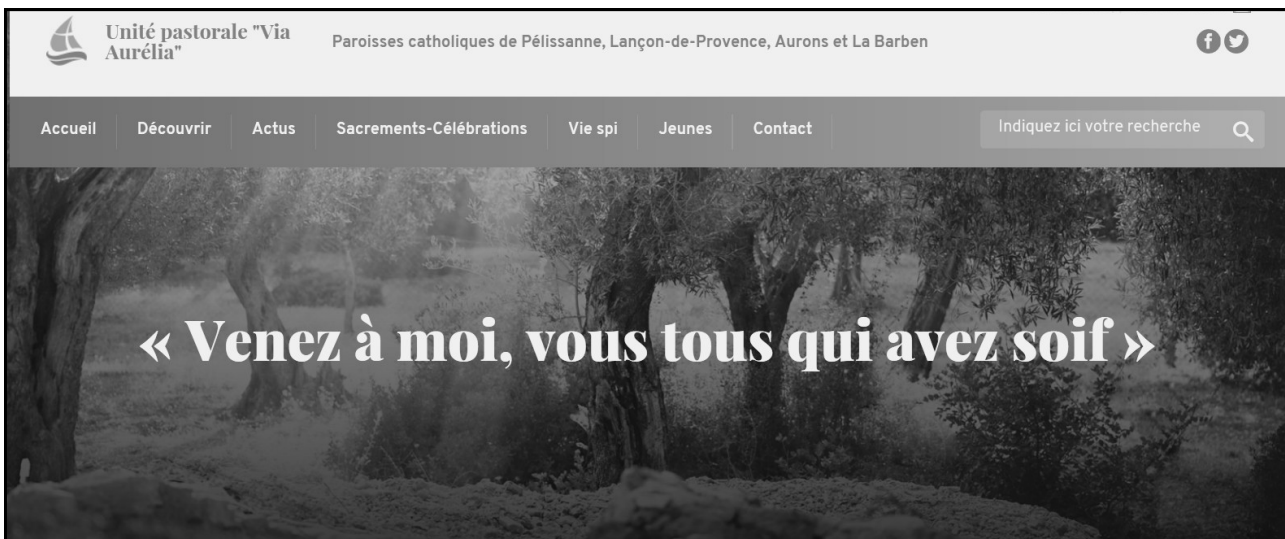 Unité pastorale "Via
Aurélia"
Paroisses catholiques de Pélissanne, Lançon-de-Provence, Aurons et La Barben
Accueil Découvrir Actus Sacrements-Célébrations Vie spi Jeunes Contact Indiquez ici votre recherche
« Venez à moi, vous tous qui avez soif »